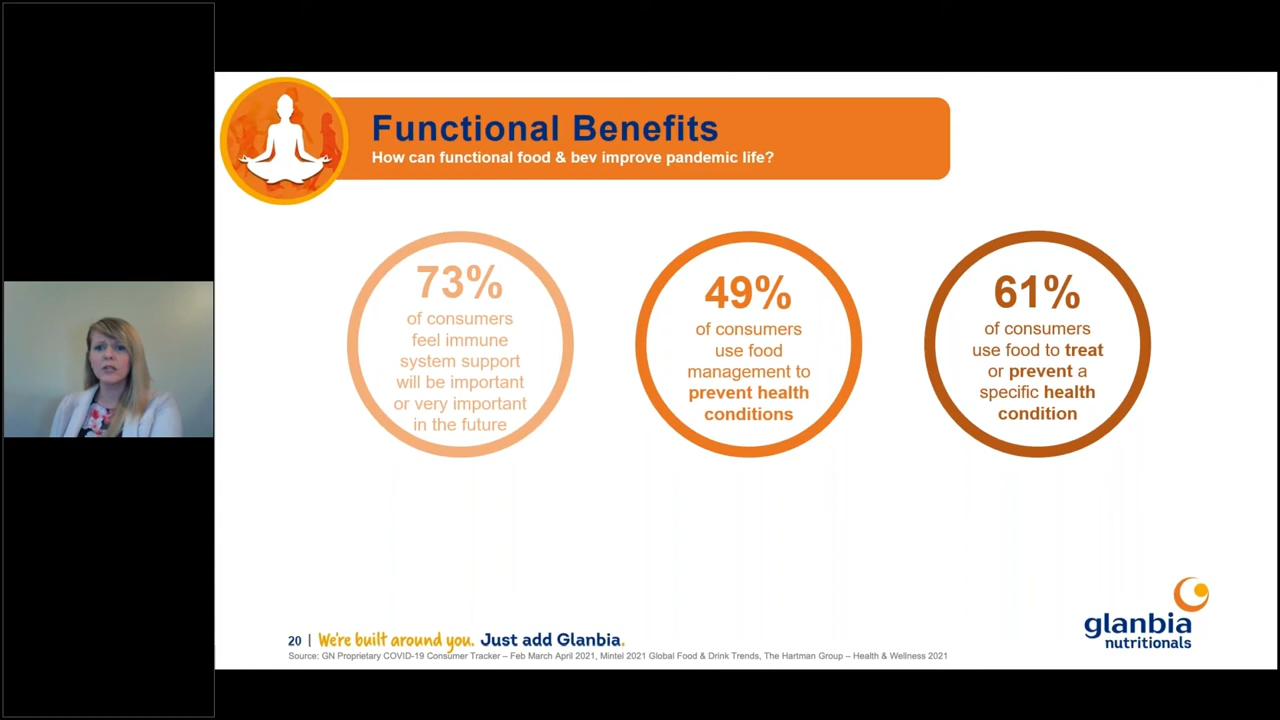 Functional Benefits
How can functional food & bev improve pandemic life?
73%
of consumers
feel immune
system support
will be important
or very important
in the future
49%
of consumers
use food
management to
prevent health
conditions
61%
of consumers
use food to treat
or prevent a
specific health
condition
glanbia
nutritionals
20 | We're built around you. Just add Glanbia.
Source: GN Proprietary COVID-19 Consumer Tracker – Feb March April 2021, Mintel 2021 Global Food & Drink Trends, The Hartman Group – Health & Wellness 2021